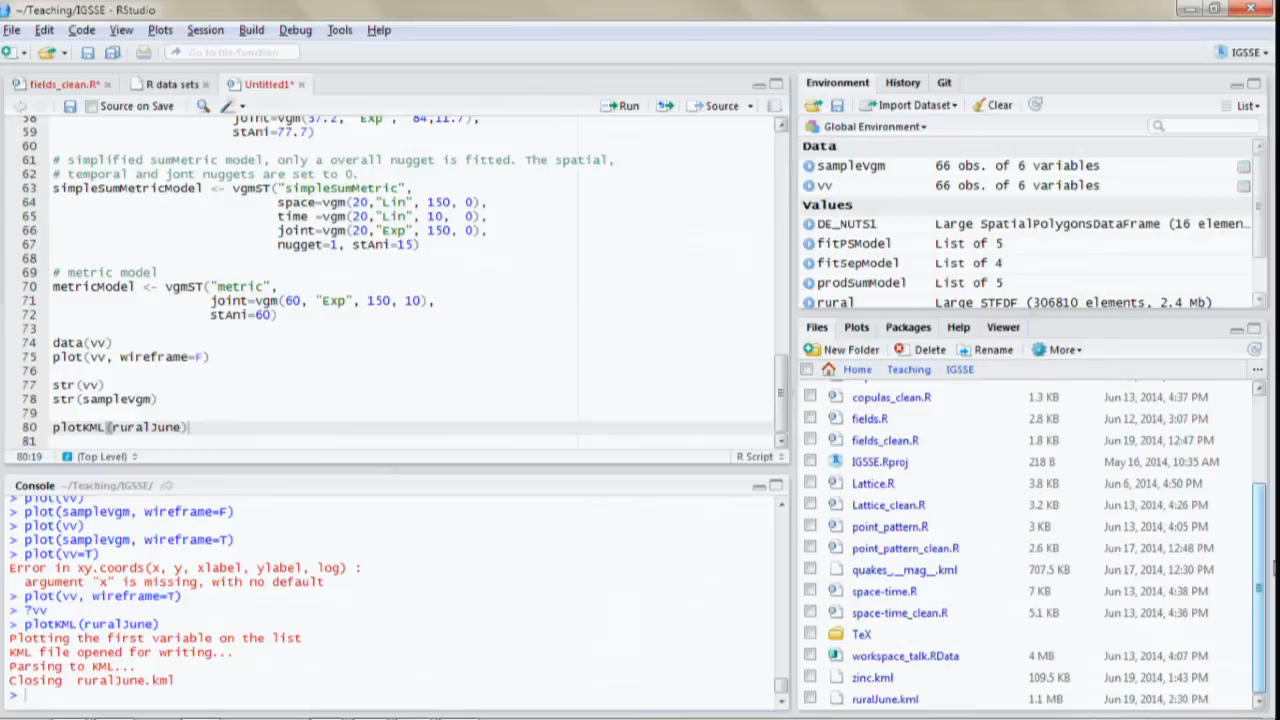 ~/Teaching/IGSSE - RStudio
File Edit Code View Plots Session Build Debug Tools Help
Go to file/function IGSSE
fields_clean.R* R data sets Untitled1*
Source on Save Run Source
58 joint=vgm(57.2, "Exp", 84,11.7),
59 stAni=77.7)
60
61 # simplified sumMetric model, only a overall nugget is fitted. The spatial,
62 # temporal and jont nuggets are set to 0.
63 simpleSumMetricModel <- vgmST("simpleSumMetric",
64 space=vgm(20,"Lin", 150, 0),
65 time =vgm(20,"Lin", 10, 0),
66 joint=vgm(20,"Exp", 150, 0),
67 nugget=1, stAni=15)
68
69 # metric model
70 metricModel <- vgmST("metric",
71 joint=vgm(60, "Exp", 150, 10),
72 stAni=60)
73
74 data(vv)
75 plot(vv, wireframe=F)
76
77 str(vv)
78 str(samplevgm)
79
80 plotKML(ruralJune)
81
80:19 (Top Level) R Script
Console ~/Teaching/IGSSE/
> plot(vv)
> plot(samplevgm, wireframe=F)
> plot(vv)
> plot(samplevgm, wireframe=T)
> plot(vv=T)
Error in xy.coords(x, y, xlabel, ylabel, log) :
argument "x" is missing, with no default
> plot(vv, wireframe=T)
> ?vv
> plotKML(ruralJune)
Plotting the first variable on the list
KML file opened for writing...
Parsing to KML...
Closing ruralJune.kml
>
Environment History Git
Import Dataset Clear List
Global Environment
Data
samplevgm 66 obs. of 6 variables
vv 66 obs. of 6 variables
Values
DE_NUTS1 Large SpatialPolygonsDataFrame (16 elemen...
fitPSModel List of 5
fitSepModel List of 4
prodSumModel List of 5
rural Large STFDF (306810 elements, 2.4 Mb)
Files Plots Packages Help Viewer
New Folder Delete Rename More
Home Teaching IGSSE ...
copulas_clean.R 1.3 KB Jun 13, 2014, 4:37 PM
fields.R 2.8 KB Jun 12, 2014, 3:07 PM
fields_clean.R 1.8 KB Jun 19, 2014, 12:47 PM
IGSSE.Rproj 218 B May 16, 2014, 10:35 AM
Lattice.R 3.8 KB Jun 6, 2014, 4:50 PM
Lattice_clean.R 3.2 KB Jun 13, 2014, 4:26 PM
point_pattern.R 3 KB Jun 13, 2014, 4:05 PM
point_pattern_clean.R 2.6 KB Jun 17, 2014, 12:48 PM
quakes_.__mag__.kml 707.5 KB Jun 17, 2014, 12:30 PM
space-time.R 7 KB Jun 13, 2014, 4:38 PM
space-time_clean.R 5.1 KB Jun 13, 2014, 4:36 PM
TeX
workspace_talk.RData 4 MB Jun 13, 2014, 4:07 PM
zinc.kml 109.5 KB Jun 19, 2014, 1:43 PM
ruralJune.kml 1.1 MB Jun 19, 2014, 2:30 PM